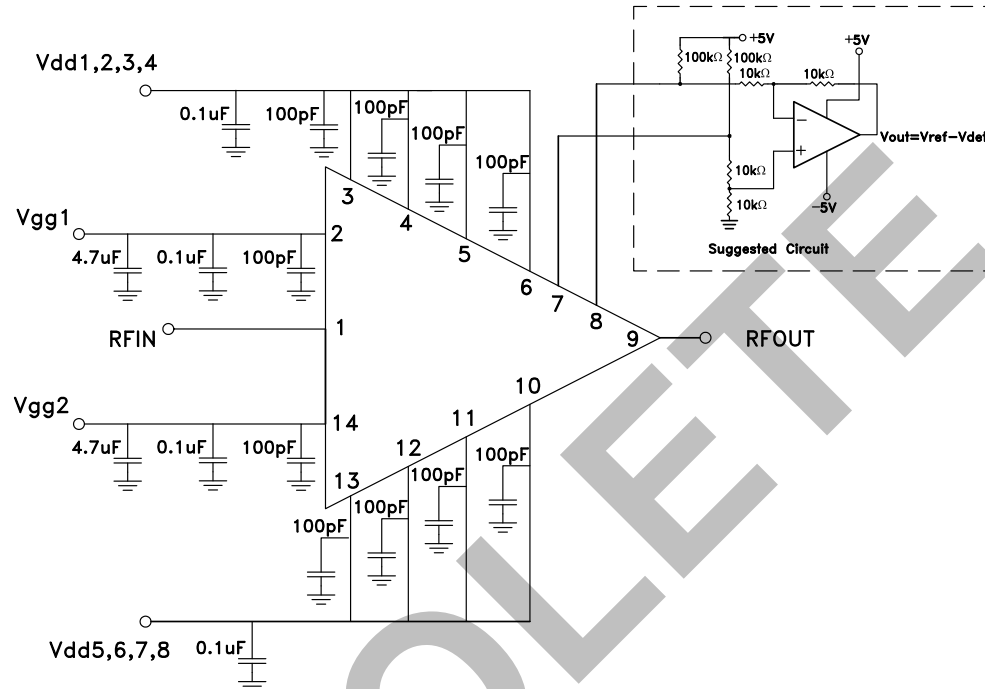 +5V
+5V
100kΩ
100kΩ
10kΩ
10kΩ
Vdd1,2,3,4
0.1uF
100pF
100pF
100pF
100pF
−
+
Vout=Vref-Vdet
10kΩ
10kΩ
-5V
Suggested Circuit
3
4
5
6
7
8
Vgg1
2
4.7uF
0.1uF
100pF
RFIN
1
9
RFOUT
Vgg2
14
10
11
12
13
4.7uF
0.1uF
100pF
100pF
100pF
100pF
100pF
Vdd5,6,7,8
0.1uF
OLETE